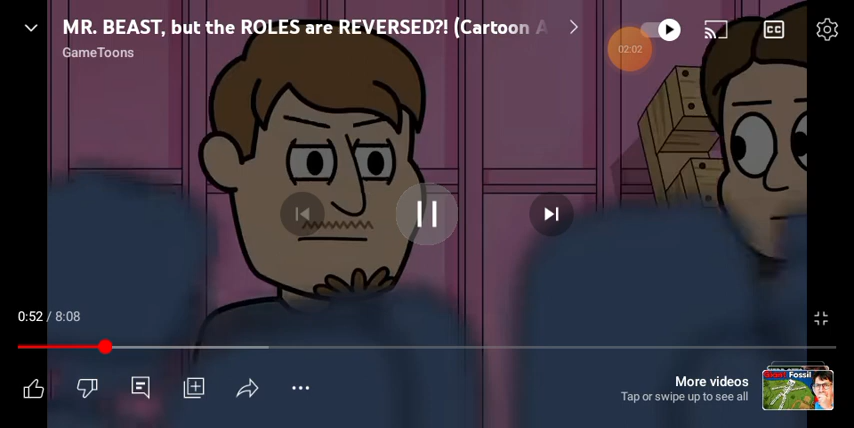 MR. BEAST, but the ROLES are REVERSED?! (Cartoon A
GameToons
02:02
CC
0:52 / 8:08
More videos
Tap or swipe up to see all
Fossil